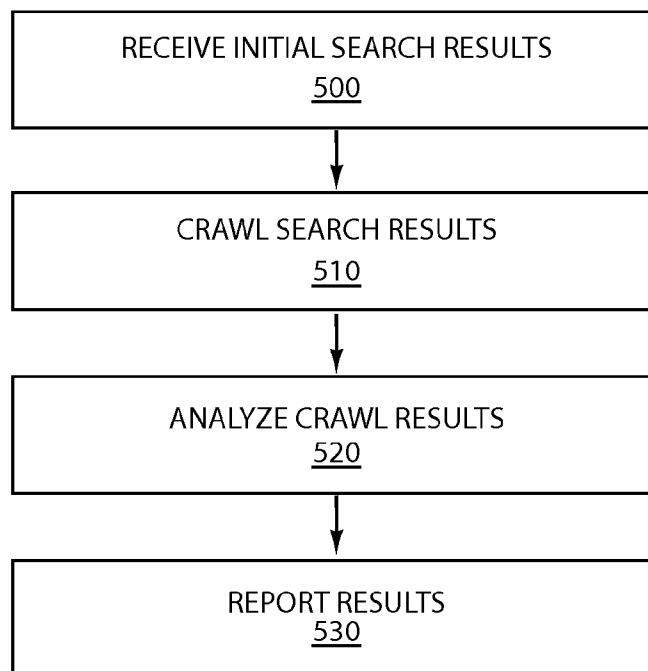 RECEIVE INITIAL SEARCH RESULTS
500
CRAWL SEARCH RESULTS
510
ANALYZE CRAWL RESULTS
520
REPORT RESULTS
530